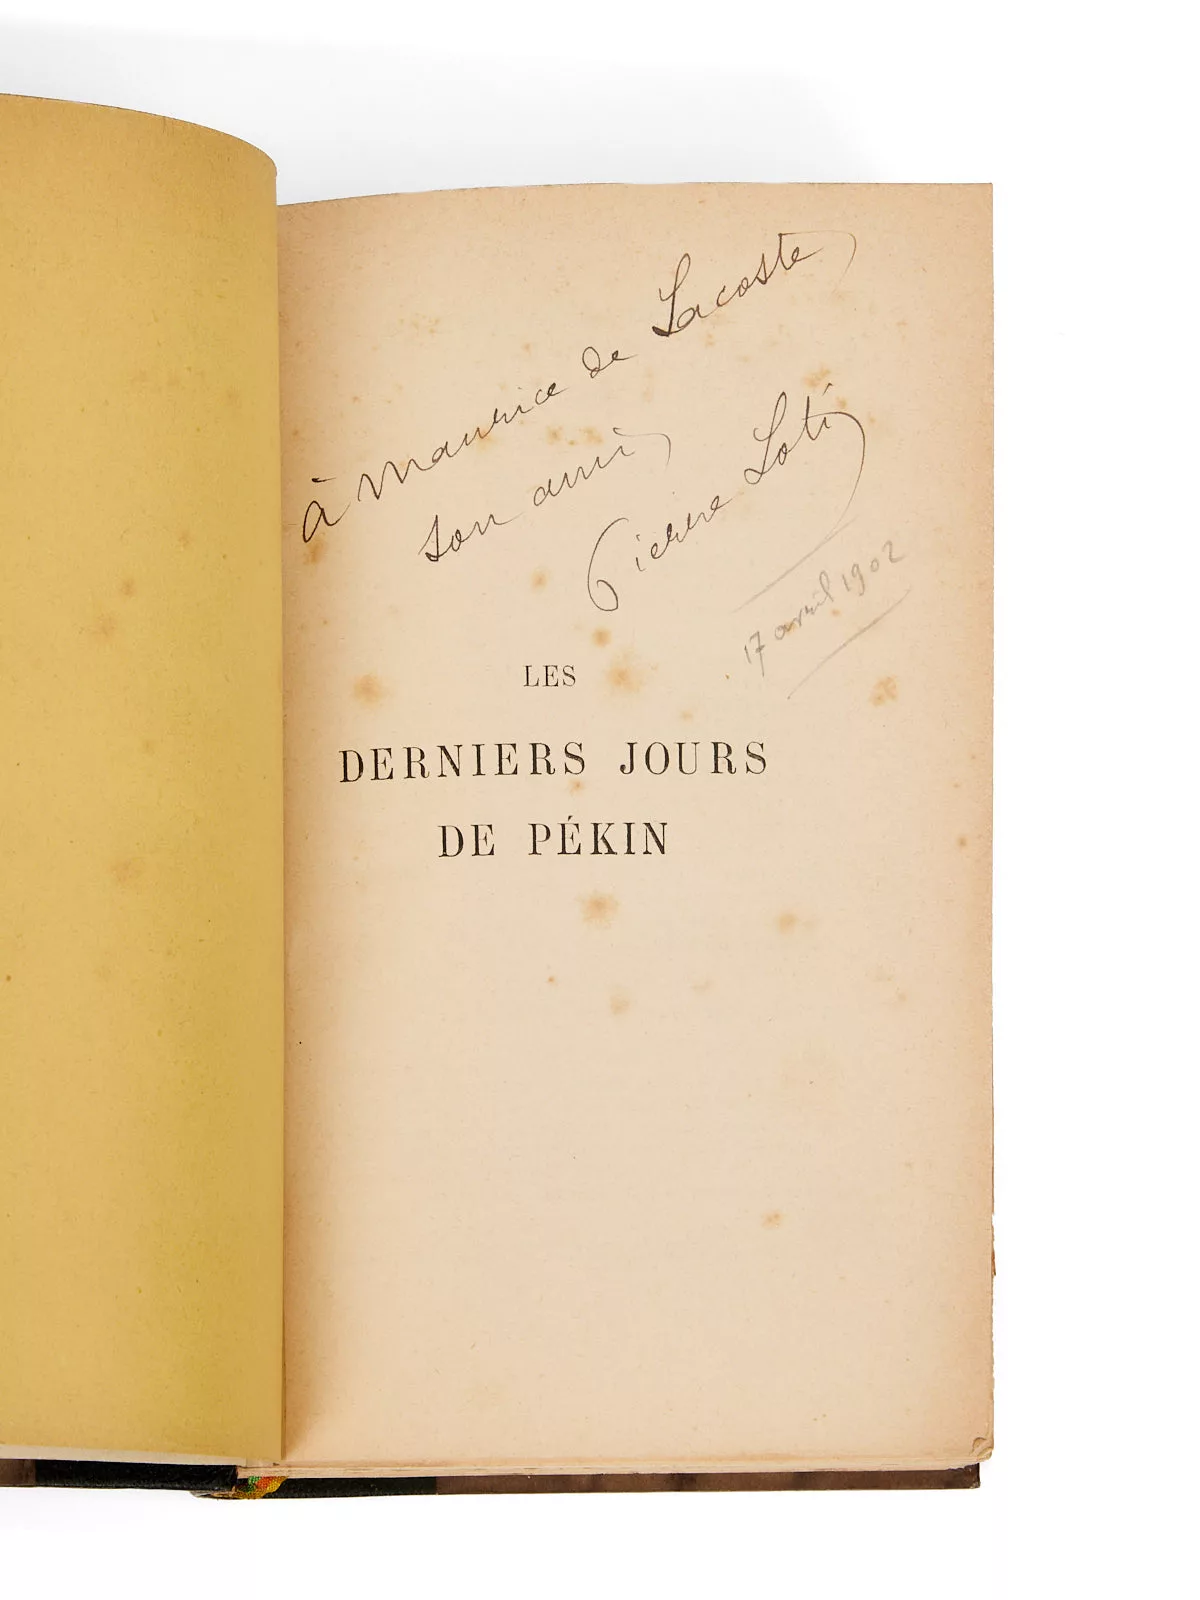 à Maurice de Lacoste
son ami
Pierre Loti
17 avril 1902
LES
DERNIERS JOURS
DE PÉKIN